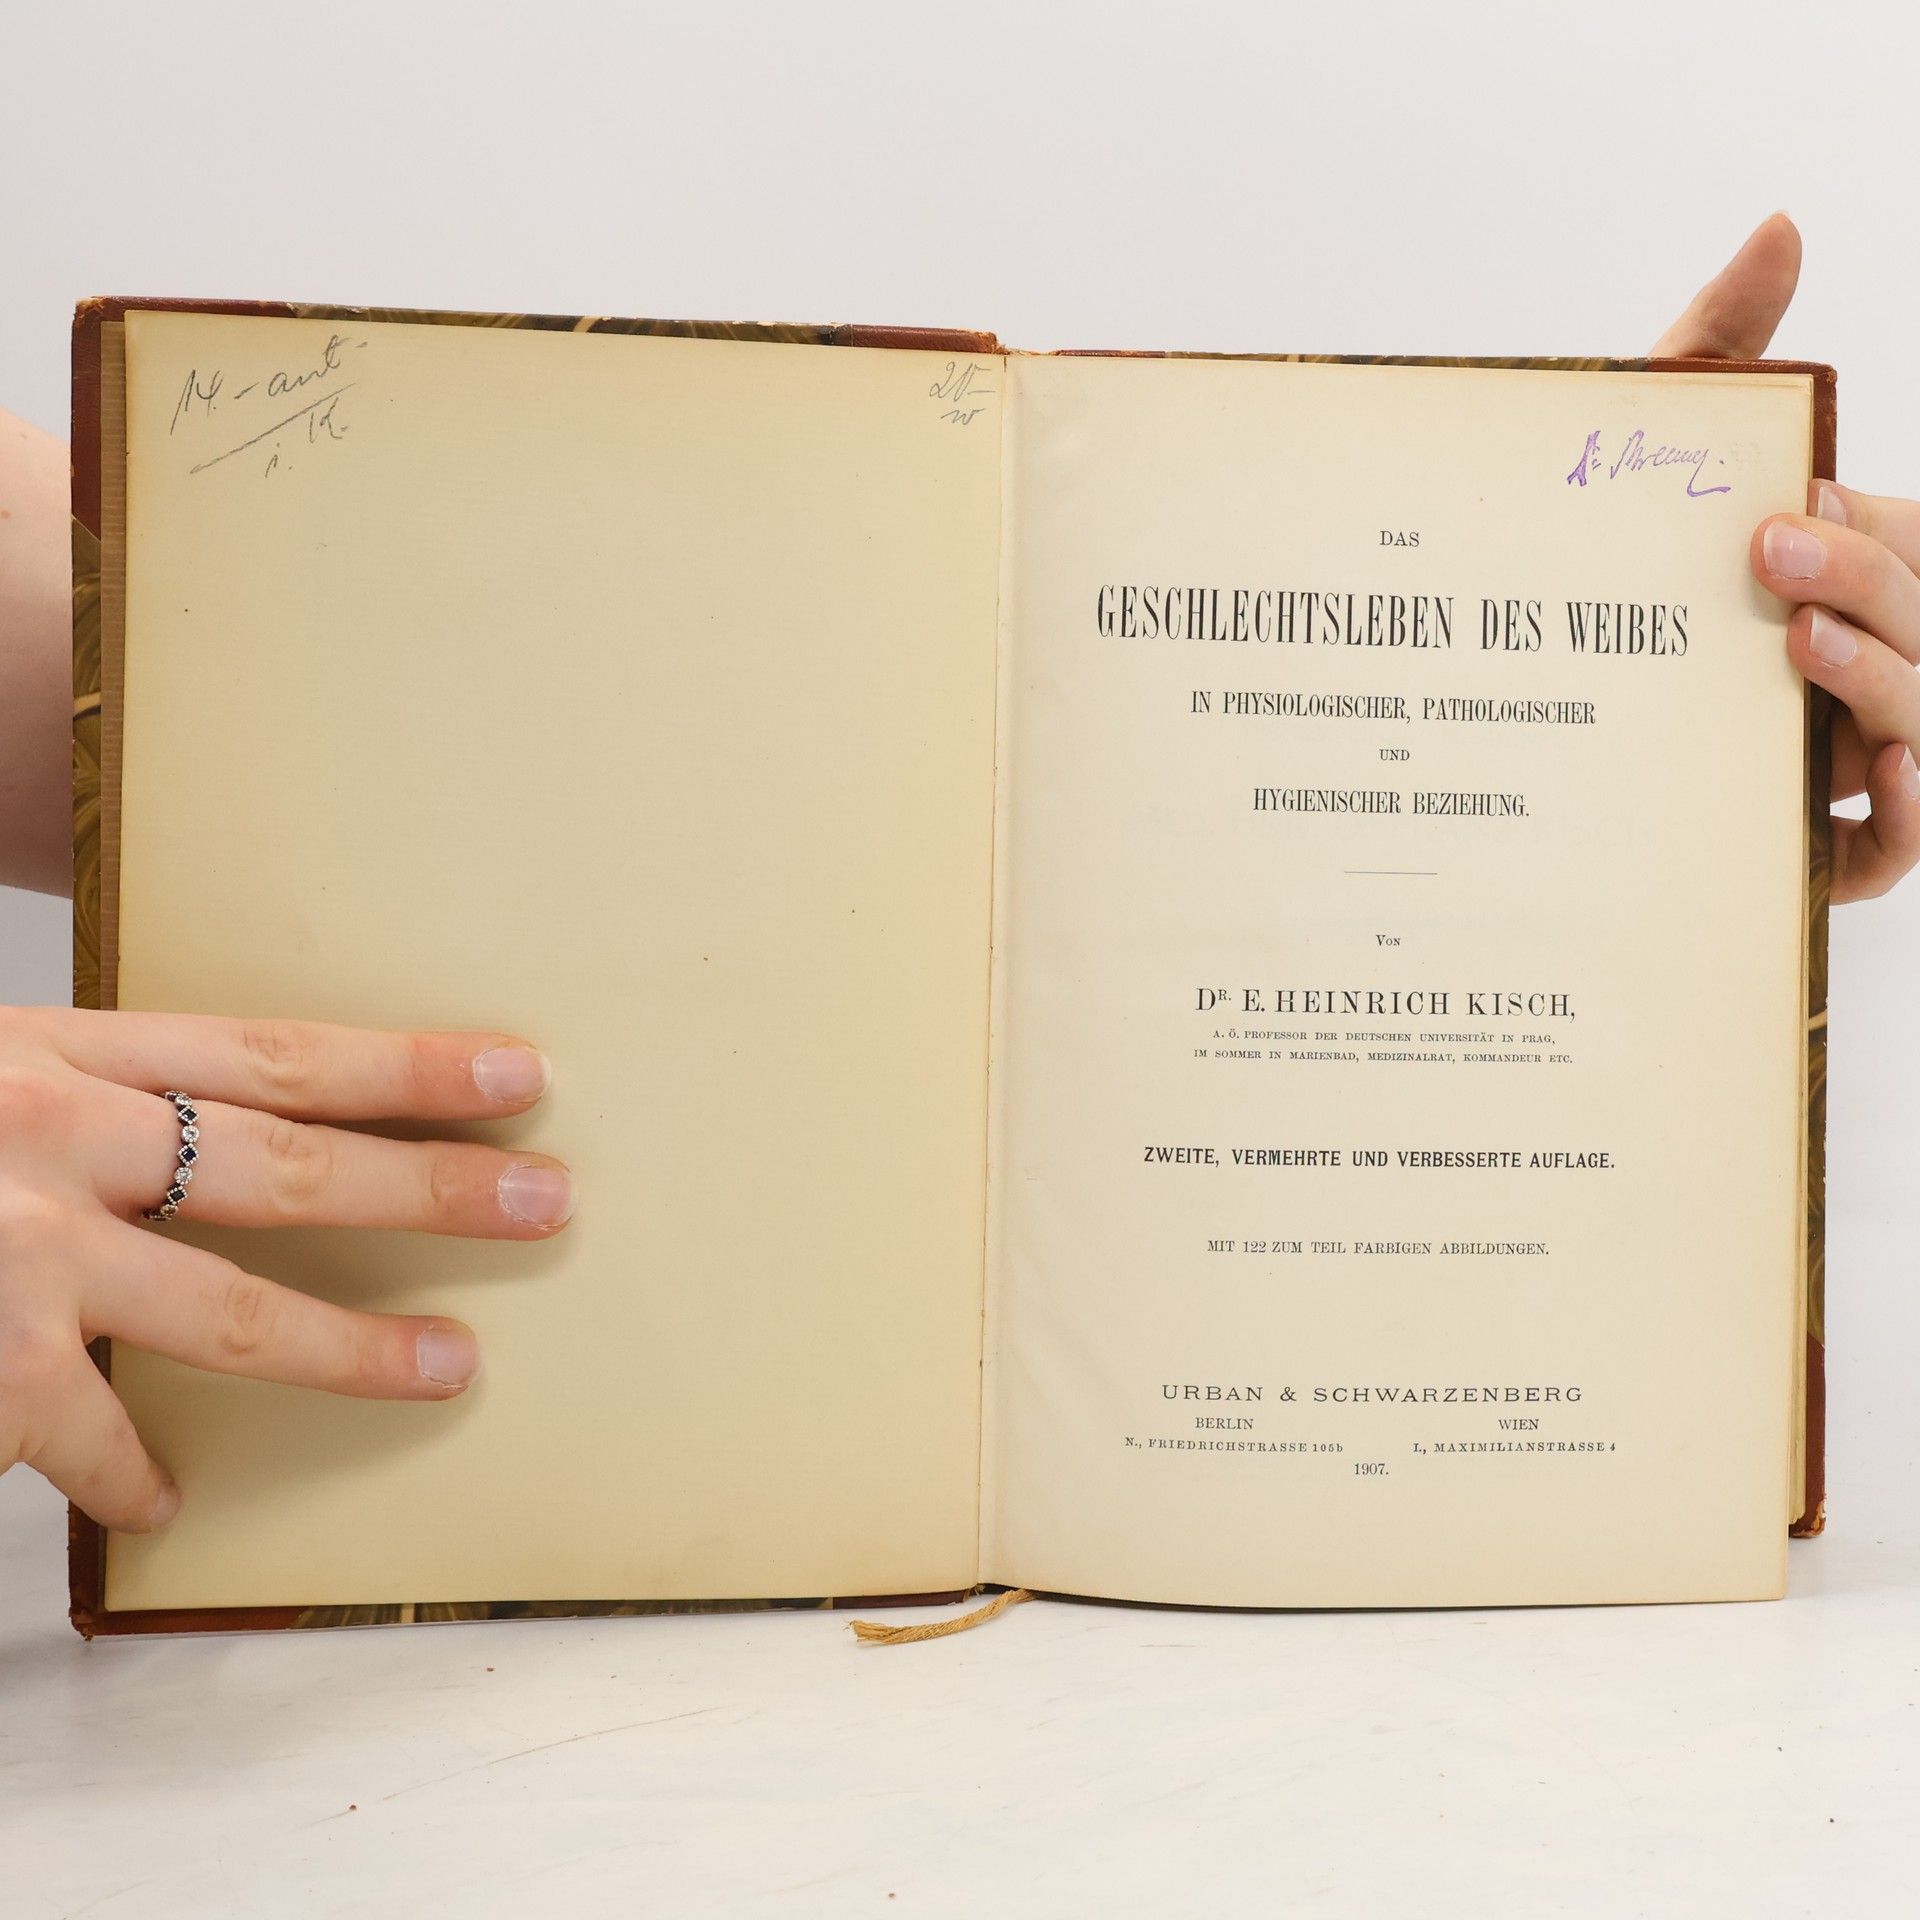 14. - ant -
i. K.
DAS
GESCHLECHTSLEBEN DES WEIBES
IN PHYSIOLOGISCHER, PATHOLOGISCHER
UND
HYGIENISCHER BEZIEHUNG.
VON
DR. E. HEINRICH KISCH,
A. Ö. PROFESSOR DER DEUTSCHEN UNIVERSITÄT IN PRAG,
IM SOMMER IN MARIENBAD, MEDIZINALRAT, KOMMANDEUR ETC.
ZWEITE, VERMEHRTE UND VERBESSERTE AUFLAGE.
MIT 122 ZUM TEIL FARBIGEN ABBILDUNGEN.
URBAN & SCHWARZENBERG
BERLIN WIEN
N., FRIEDRICHSTRASSE 105b I., MAXIMILIANSTRASSE 4
1907.